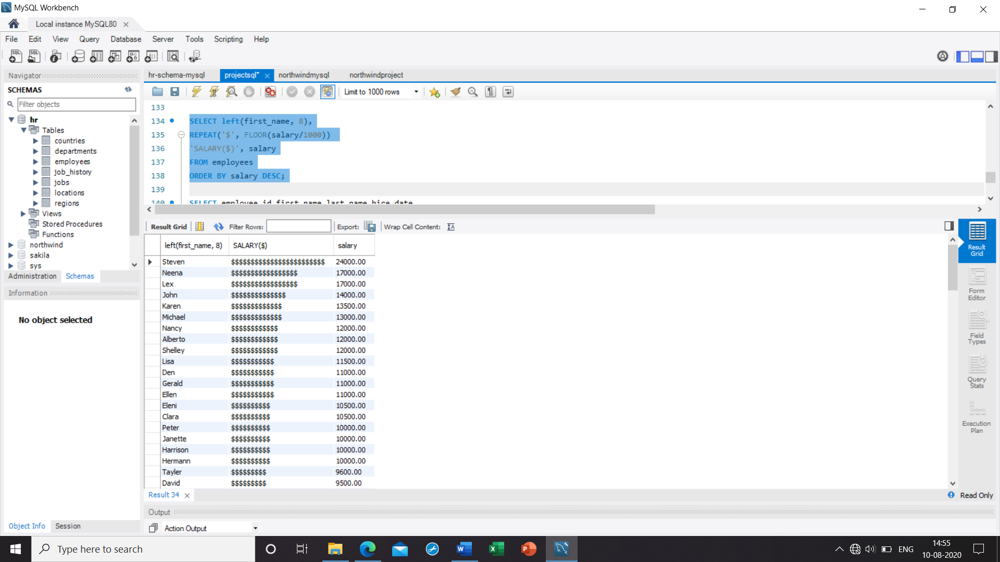 MySQL Workbench
Local instance MySQL80
File Edit View Query Database Server Tools Scripting Help
Navigator
SCHEMAS
Filter objects
hr
Tables
countries
departments
employees
job_history
jobs
locations
regions
Views
Stored Procedures
Functions
northwind
sakila
sys
Administration Schemas
Information
No object selected
Object Info Session
hr-schema-mysql projectsql* northwindmysql northwindproject
Limit to 1000 rows
133
134 SELECT left(first_name, 8),
135 REPEAT('$', FLOOR(salary/1000))
136 'SALARY($)', salary
137 FROM employees
138 ORDER BY salary DESC;
139
140 SELECT employee_id,first_name,last_name,hire_date
Result Grid Filter Rows: Export: Wrap Cell Content:
left(first_name, 8) SALARY($) salary
Steven $$$$$$$$$$$$$$$$$$$$$$$$ 24000.00
Neena $$$$$$$$$$$$$$$$$ 17000.00
Lex $$$$$$$$$$$$$$$$$ 17000.00
John $$$$$$$$$$$$$$ 14000.00
Karen $$$$$$$$$$$$$ 13500.00
Michael $$$$$$$$$$$$$ 13000.00
Nancy $$$$$$$$$$$$ 12000.00
Alberto $$$$$$$$$$$$ 12000.00
Shelley $$$$$$$$$$$$ 12000.00
Lisa $$$$$$$$$$$ 11500.00
Den $$$$$$$$$$$ 11000.00
Gerald $$$$$$$$$$$ 11000.00
Ellen $$$$$$$$$$$ 11000.00
Eleni $$$$$$$$$$ 10500.00
Clara $$$$$$$$$$ 10500.00
Peter $$$$$$$$$$ 10000.00
Janette $$$$$$$$$$ 10000.00
Harrison $$$$$$$$$$ 10000.00
Hermann $$$$$$$$$$ 10000.00
Tayler $$$$$$$$$ 9600.00
David $$$$$$$$$ 9500.00
Result Grid
Form Editor
Field Types
Query Stats
Execution Plan
Result 34
Read Only
Output
Action Output
Type here to search
ENG
14:55
10-08-2020